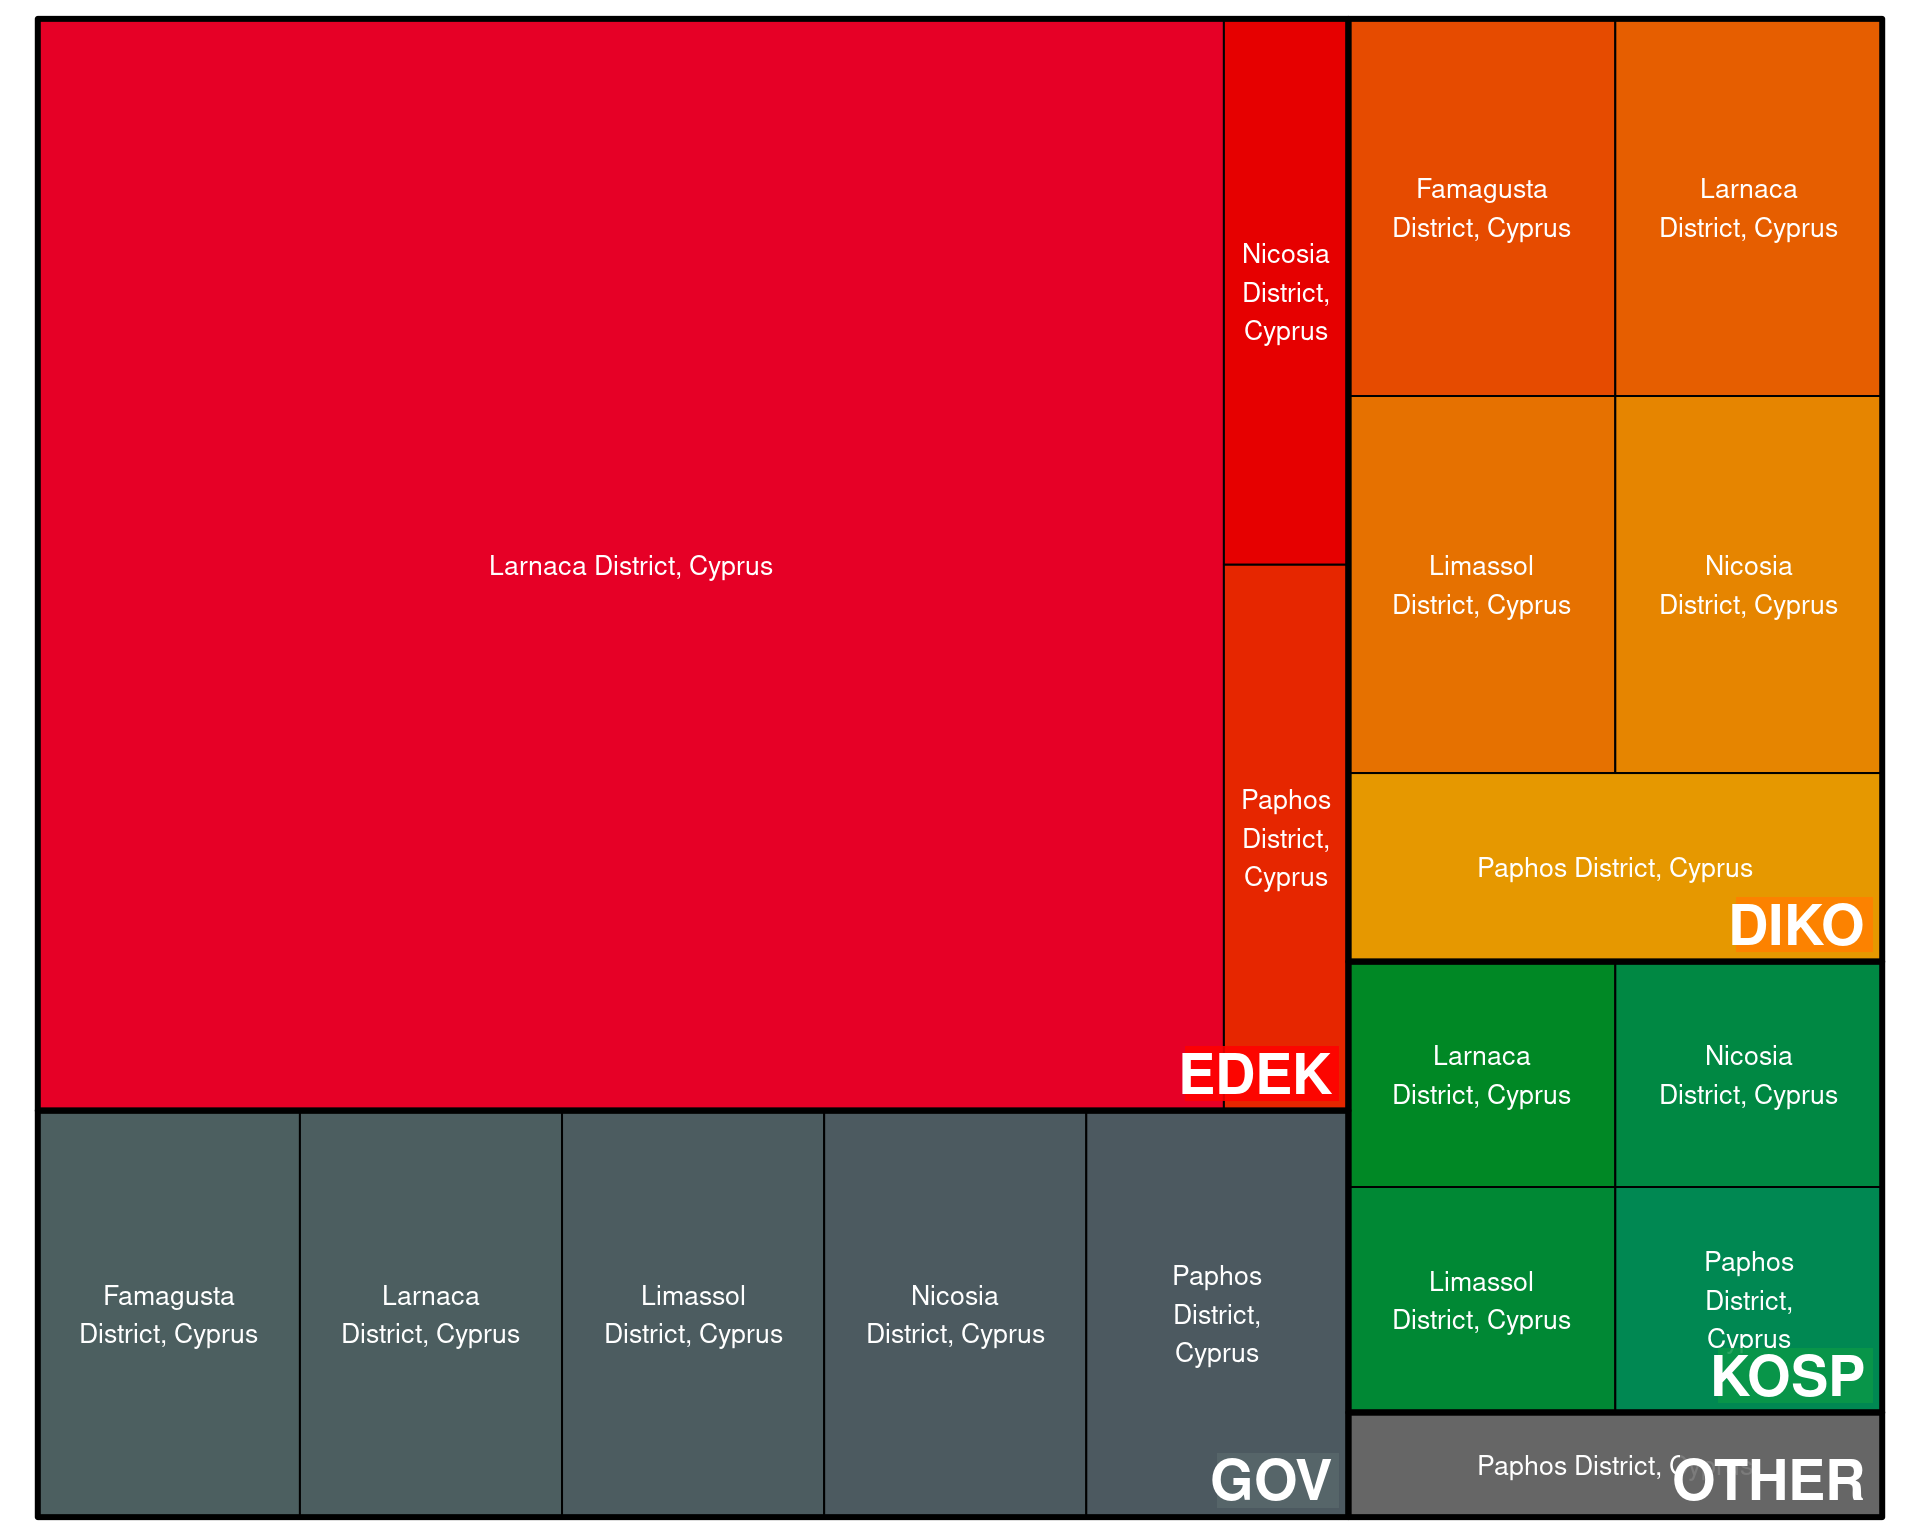 Larnaca District, Cyprus
Nicosia
District,
Cyprus
Paphos
District,
Cyprus
EDEK
Famagusta
District, Cyprus
Larnaca
District, Cyprus
Limassol
District, Cyprus
Nicosia
District, Cyprus
Paphos District, Cyprus
DIKO
Famagusta
District, Cyprus
Larnaca
District, Cyprus
Limassol
District, Cyprus
Nicosia
District, Cyprus
Paphos
District,
Cyprus
GOV
Larnaca
District, Cyprus
Nicosia
District, Cyprus
Limassol
District, Cyprus
Paphos
District,
Cyprus
KOSP
Paphos District, Cyprus
OTHER